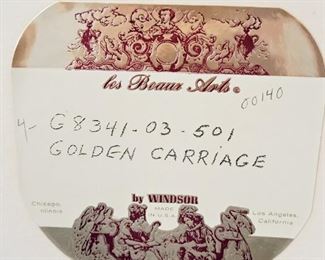 les Beaux Arts ®
00140
4- G8341-03-501
GOLDEN CARRIAGE
by WINDSOR
Chicago, Illinois
MADE IN U.S.A.
Los Angeles, California